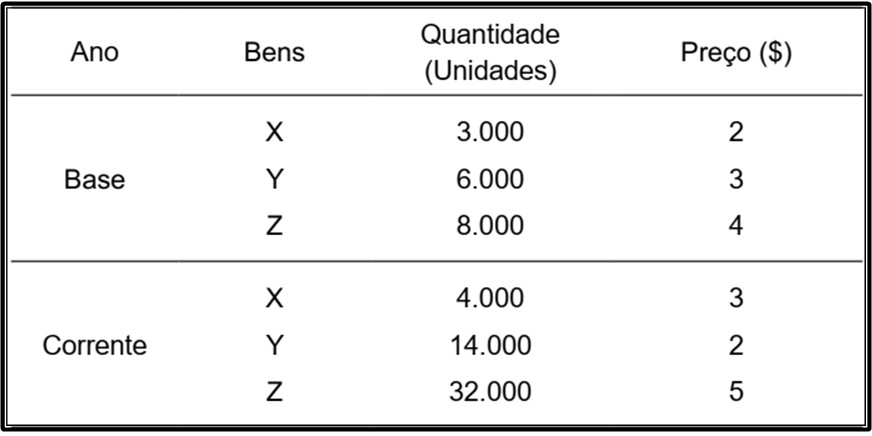 Ano Bens Quantidade (Unidades) Preço ($)
Base
X 3.000 2
Y 6.000 3
Z 8.000 4
Corrente
X 4.000 3
Y 14.000 2
Z 32.000 5